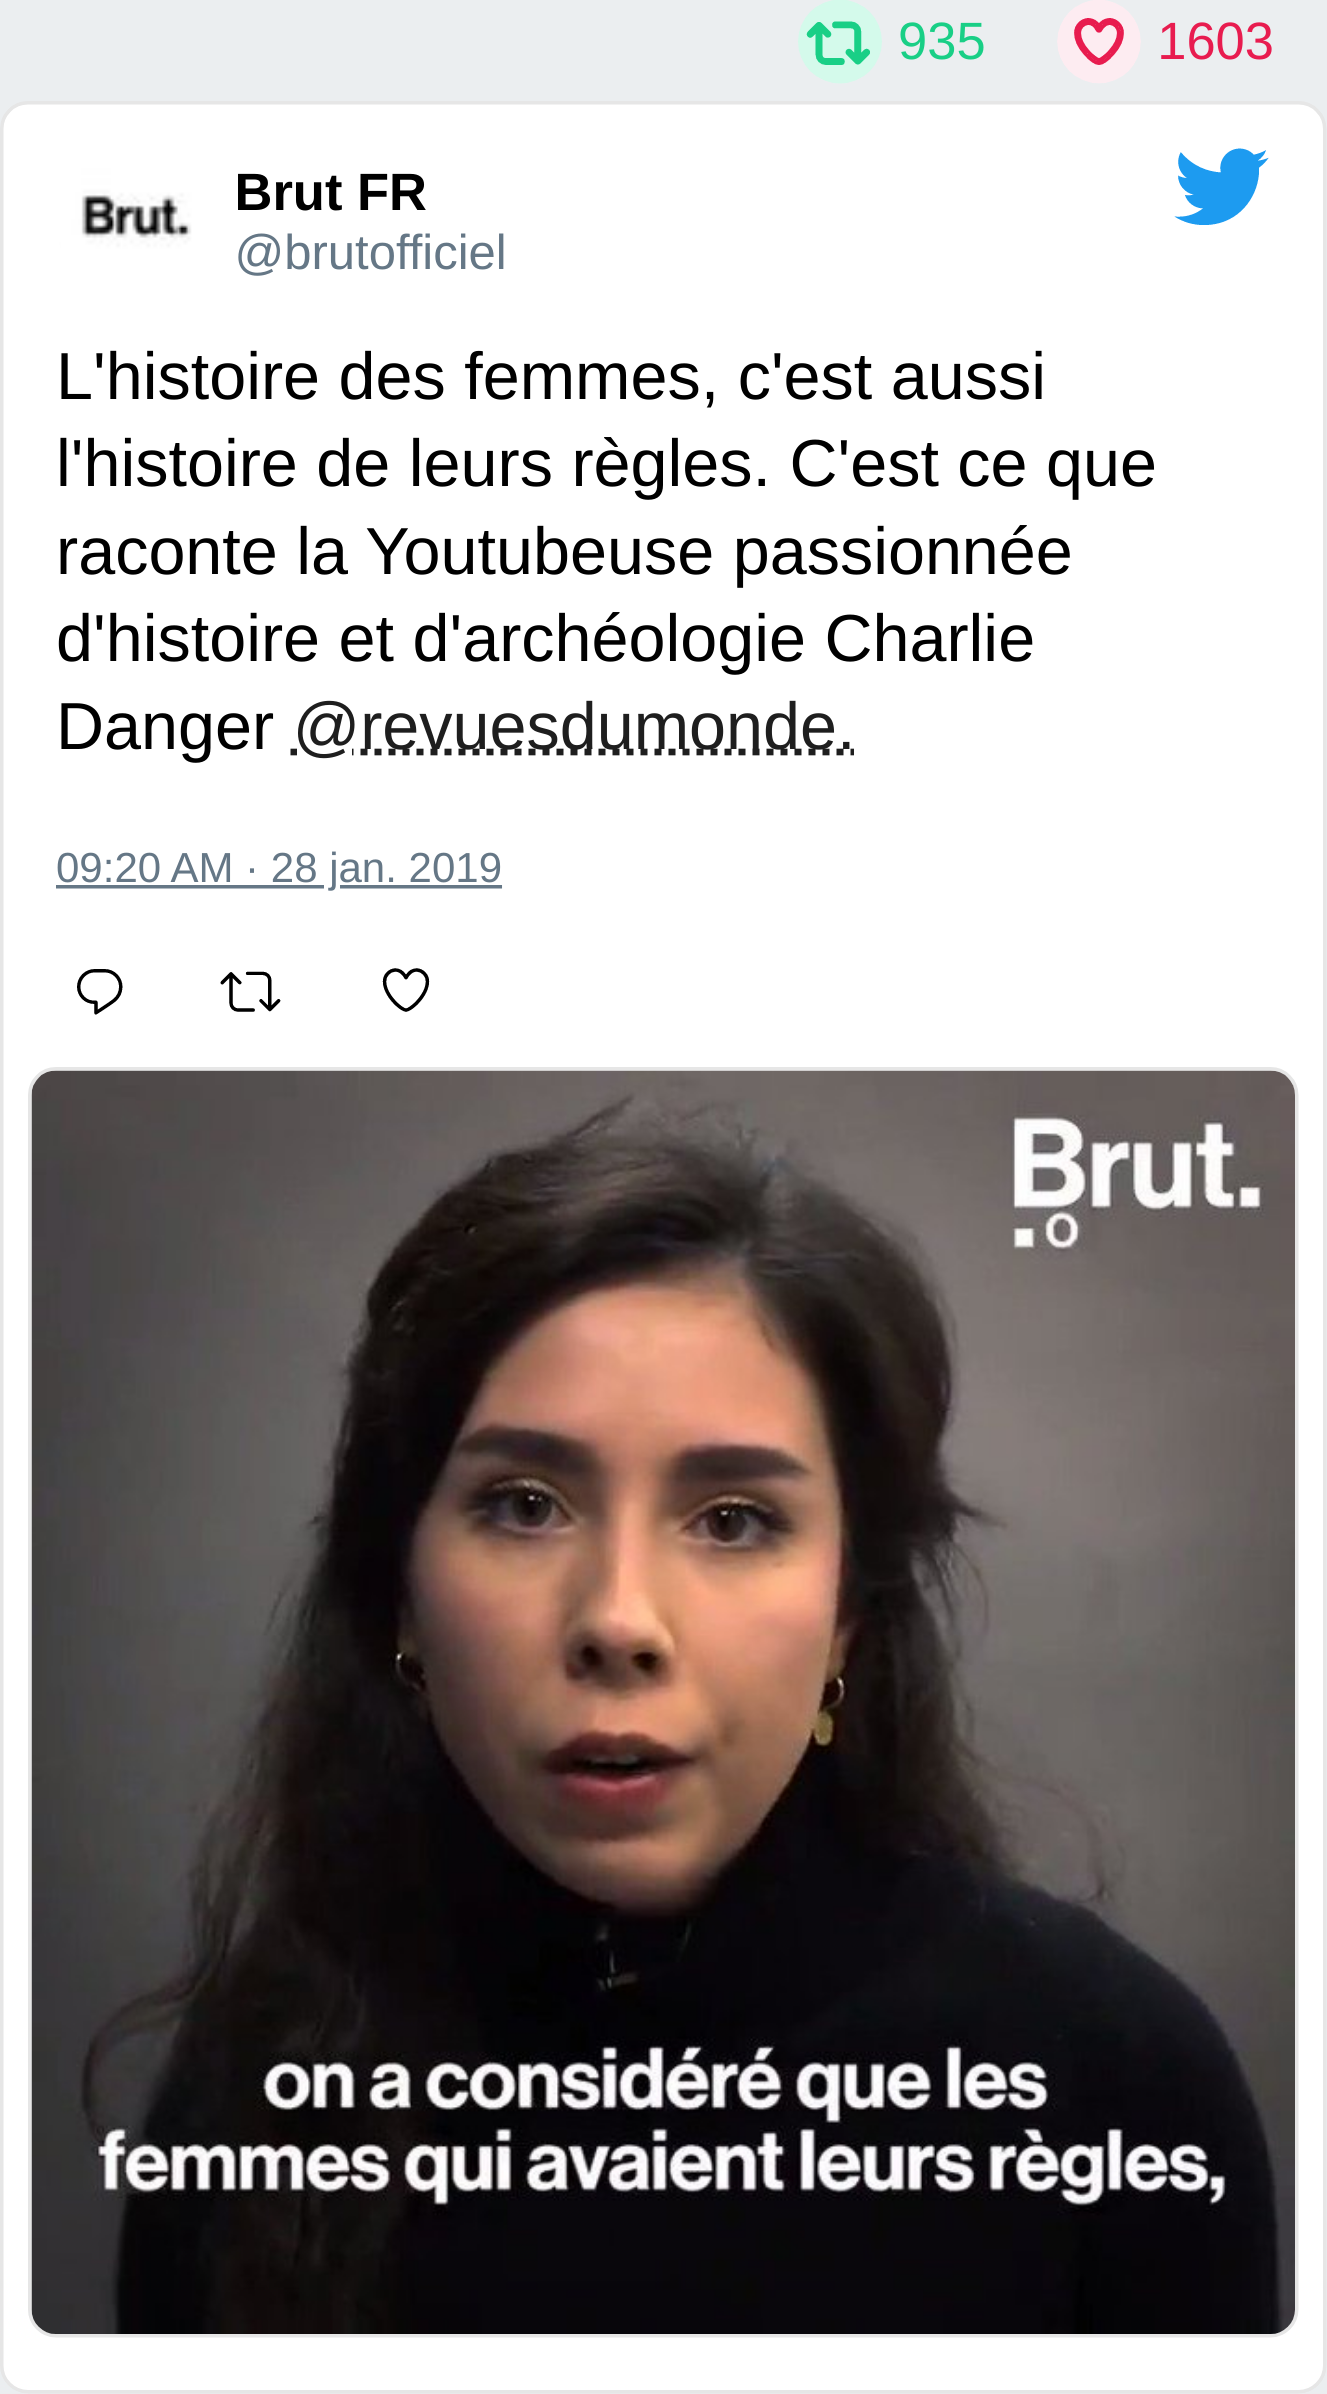 935 1603
Brut.
Brut FR
@brutofficiel
L'histoire des femmes, c'est aussi
l'histoire de leurs règles. C'est ce que
raconte la Youtubeuse passionnée
d'histoire et d'archéologie Charlie
Danger @revuesdumonde.
09:20 AM · 28 jan. 2019
Brut.
on a considéré que les
femmes qui avaient leurs règles,